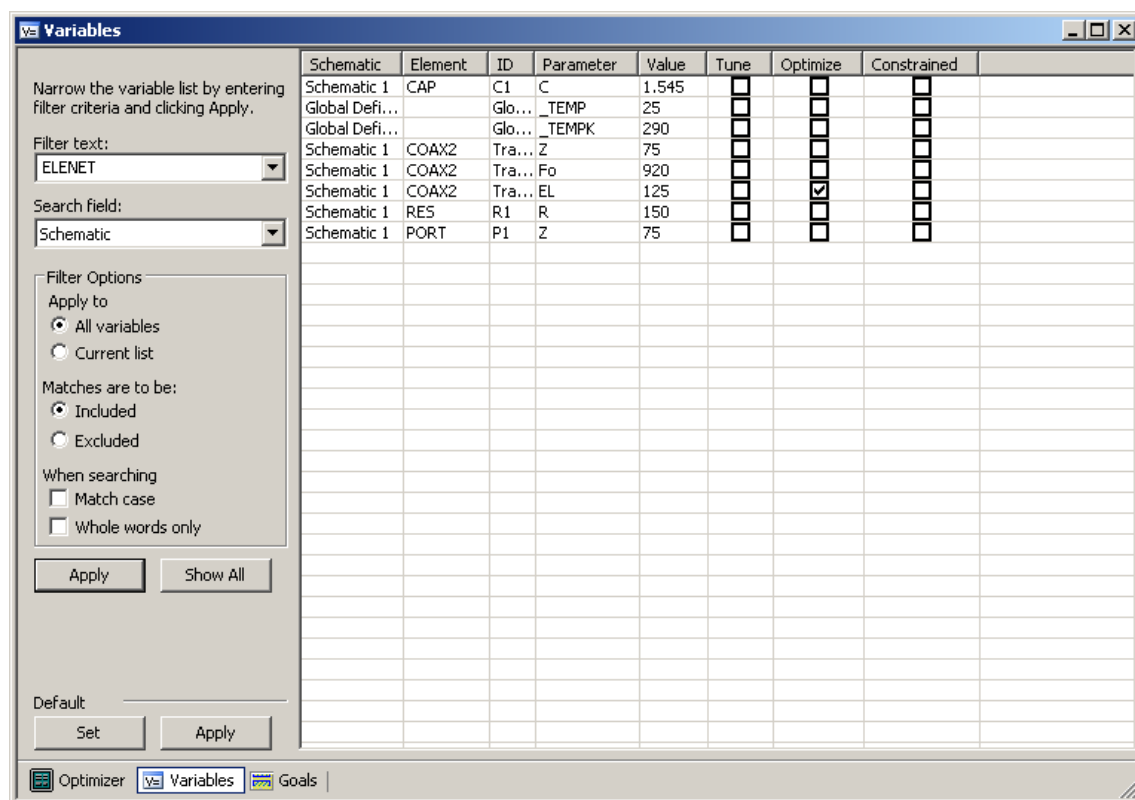 Variables
Narrow the variable list by entering
filter criteria and clicking Apply.
Filter text:
ELENET
Search field:
Schematic
Filter Options
Apply to
All variables
Current list
Matches are to be:
Included
Excluded
When searching
Match case
Whole words only
Apply Show All
Default
Set Apply
Schematic Element ID Parameter Value Tune Optimize Constrained
Schematic 1 CAP C1 C 1.545
Global Defi... Glo... _TEMP 25
Global Defi... Glo... _TEMPK 290
Schematic 1 COAX2 Tra... Z 75
Schematic 1 COAX2 Tra... Fo 920
Schematic 1 COAX2 Tra... EL 125
Schematic 1 RES R1 R 150
Schematic 1 PORT P1 Z 75
Optimizer V= Variables Goals